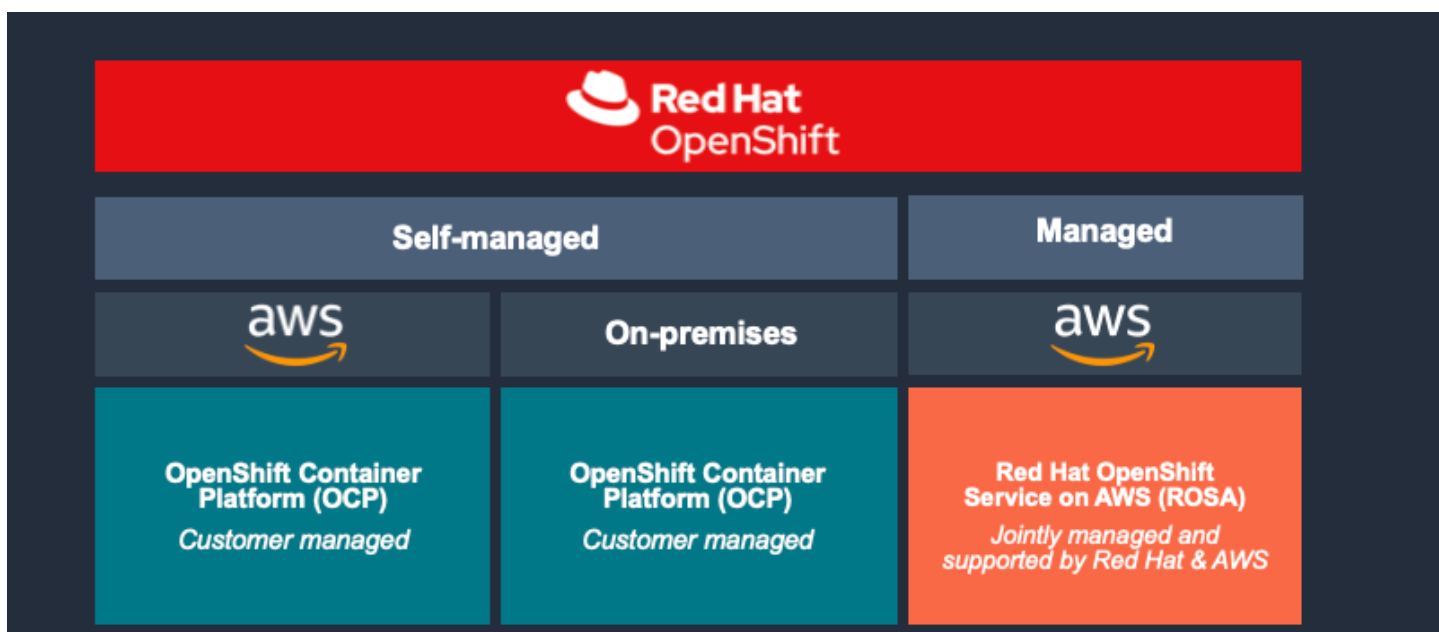 Red Hat
OpenShift
Self-managed
Managed
aws
On-premises
aws
OpenShift Container
Platform (OCP)
Customer managed
OpenShift Container
Platform (OCP)
Customer managed
Red Hat OpenShift
Service on AWS (ROSA)
Jointly managed and
supported by Red Hat & AWS